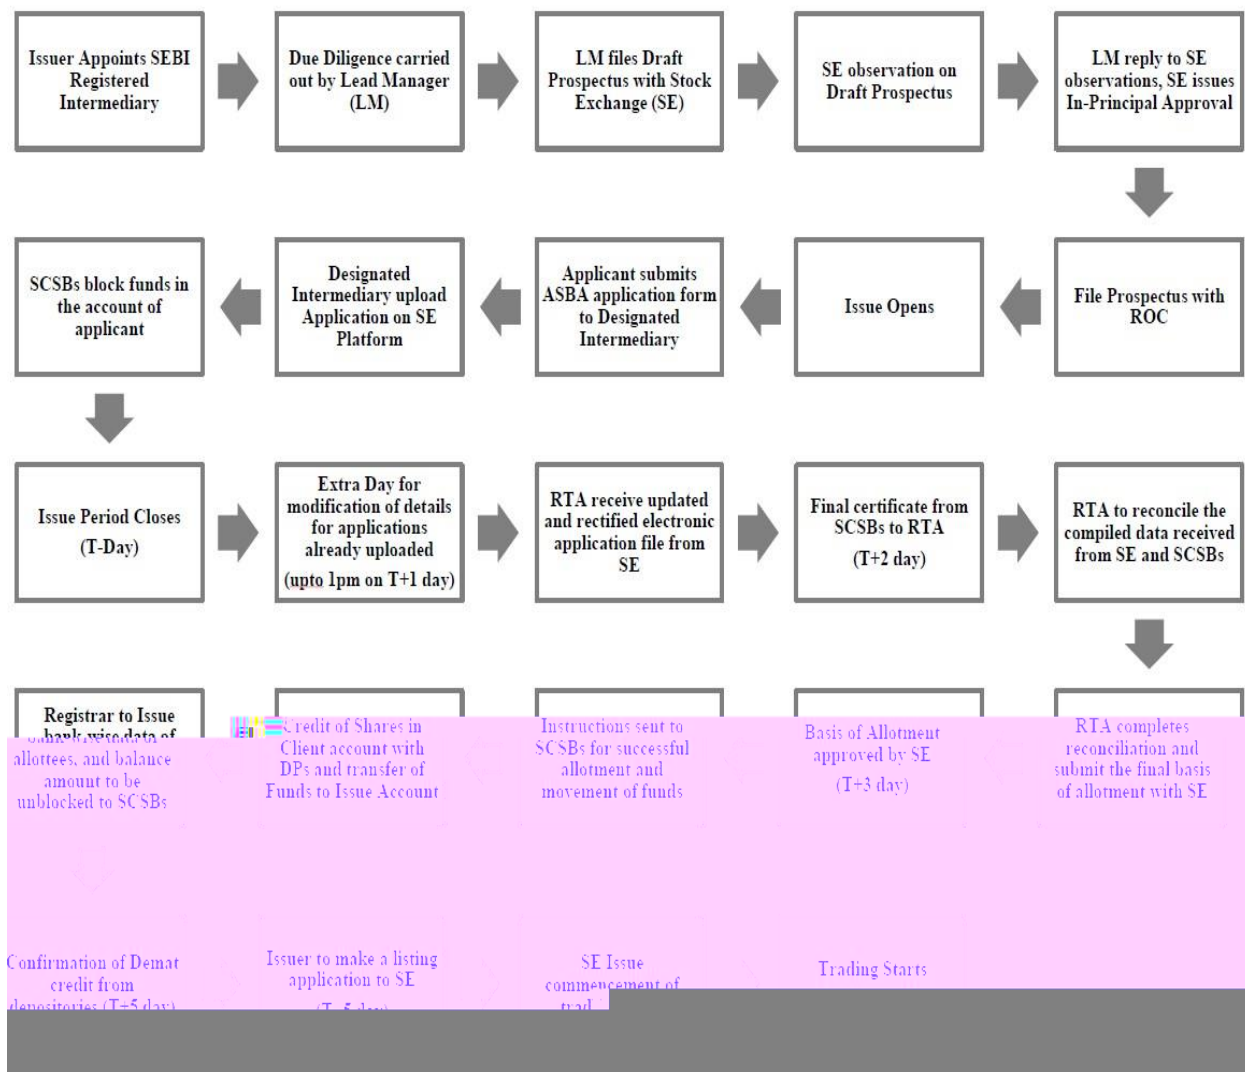 Issuer Appoints SEBI
Registered
Intermediary
Due Diligence carried
out by Lead Manager
(LM)
LM files Draft
Prospectus with Stock
Exchange (SE)
SE observation on
Draft Prospectus
LM reply to SE
observations, SE issues
In-Principal Approval
SCSBs block funds in
the account of
applicant
Designated
Intermediary upload
Application on SE
Platform
Applicant submits
ASBA application form
to Designated
Intermediary
Issue Opens
File Prospectus with
ROC
Issue Period Closes
(T-Day)
Extra Day for
modification of details
for applications
already uploaded
(upto 1pm on T+1 day)
RTA receive updated
and rectified electronic
application file from
SE
Final certificate from
SCSBs to RTA
(T+2 day)
RTA to reconcile the
compiled data received
from SE and SCSBs
Registrar to Issue
bank-wise data of
allottees, and balance
amount to be
unblocked to SCSBs
Credit of Shares in
Client account with
DPs and transfer of
Funds to Issue Account
Instructions sent to
SCSBs for successful
allotment and
movement of funds
Basis of Allotment
approved by SE
(T+3 day)
RTA completes
reconciliation and
submit the final basis
of allotment with SE
Confirmation of Demat
credit from
depositories (T+5 day)
Issuer to make a listing
application to SE
SE Issue
commencement of
Trading Starts